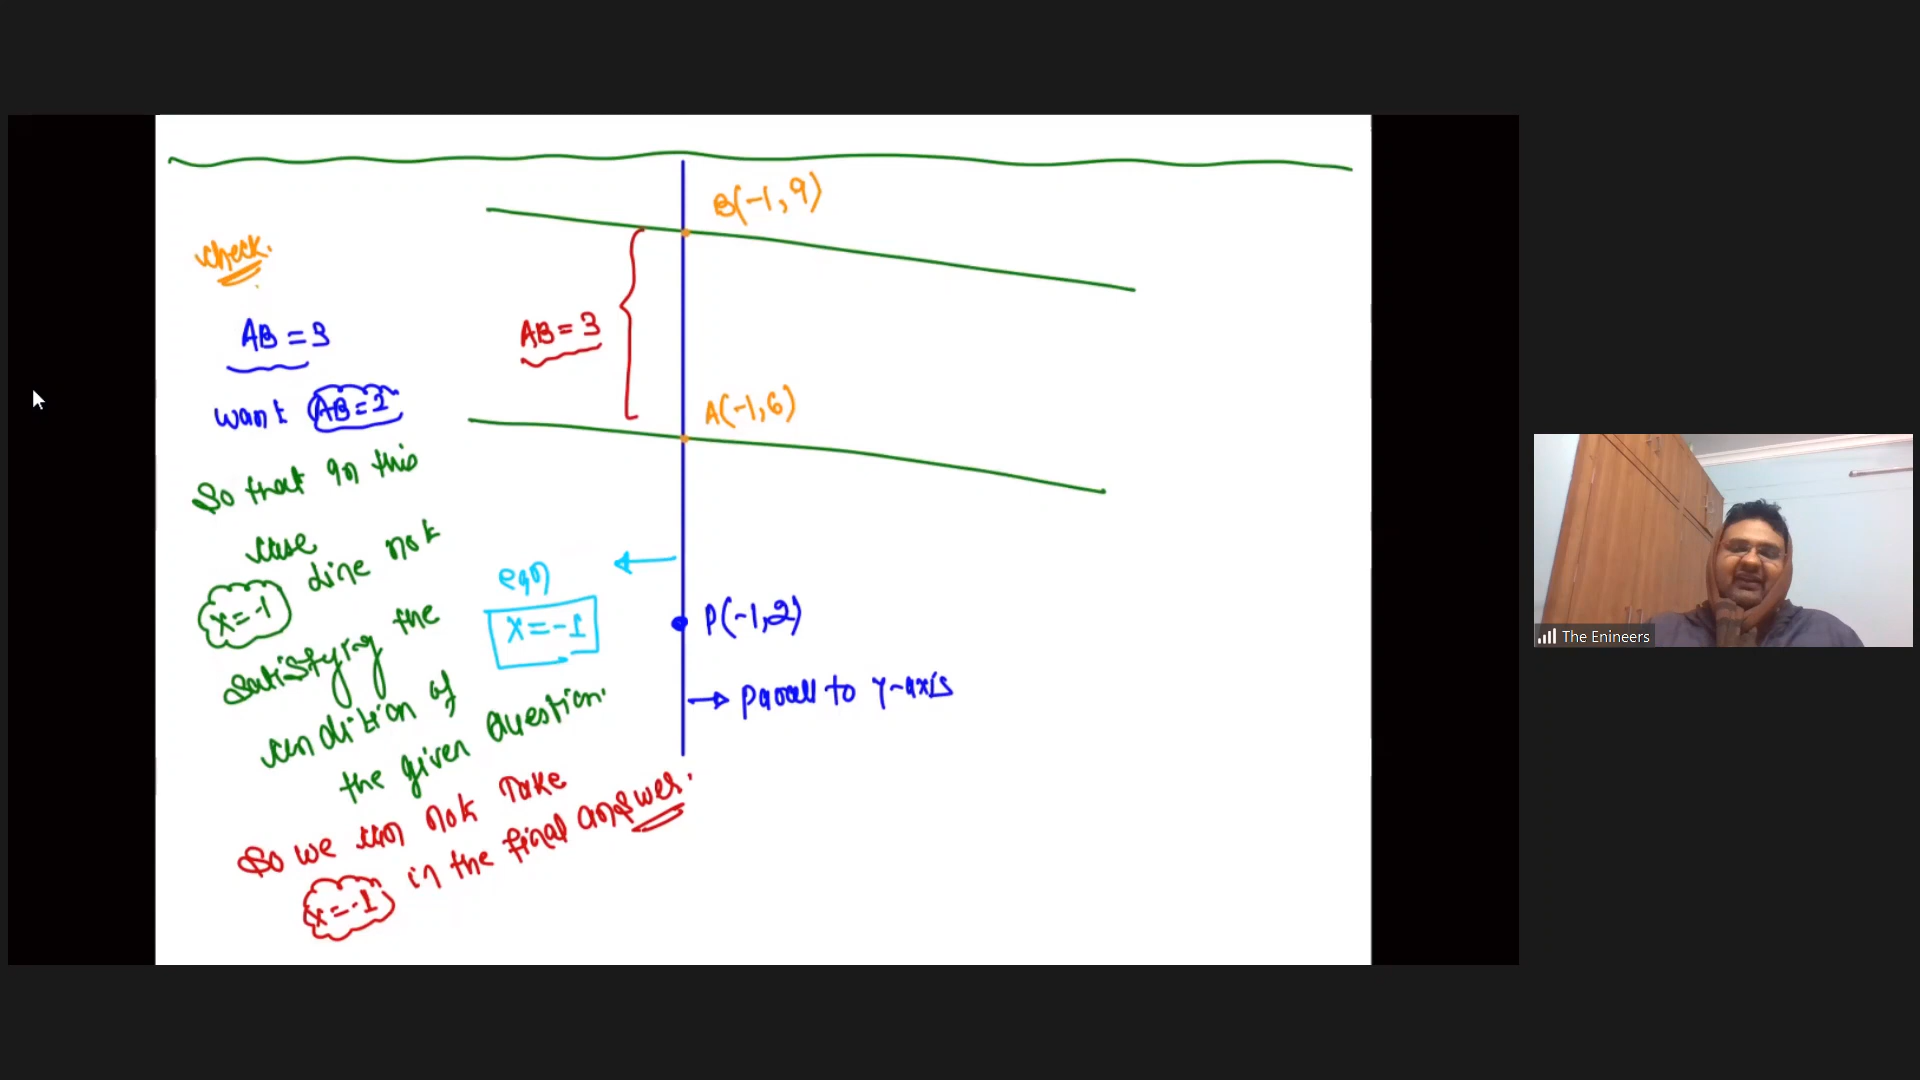 B(-1, 9)
check.
AB = 3
AB = 3
want AB = 2
A(-1, 6)
So that in this
case
x = -1 line not
satisfying the
condition of
the given question.
eqn
x = -1
P(-1, 2)
parall to Y-axis
So we can not Take
x = -1 in the final answer.
The Enineers